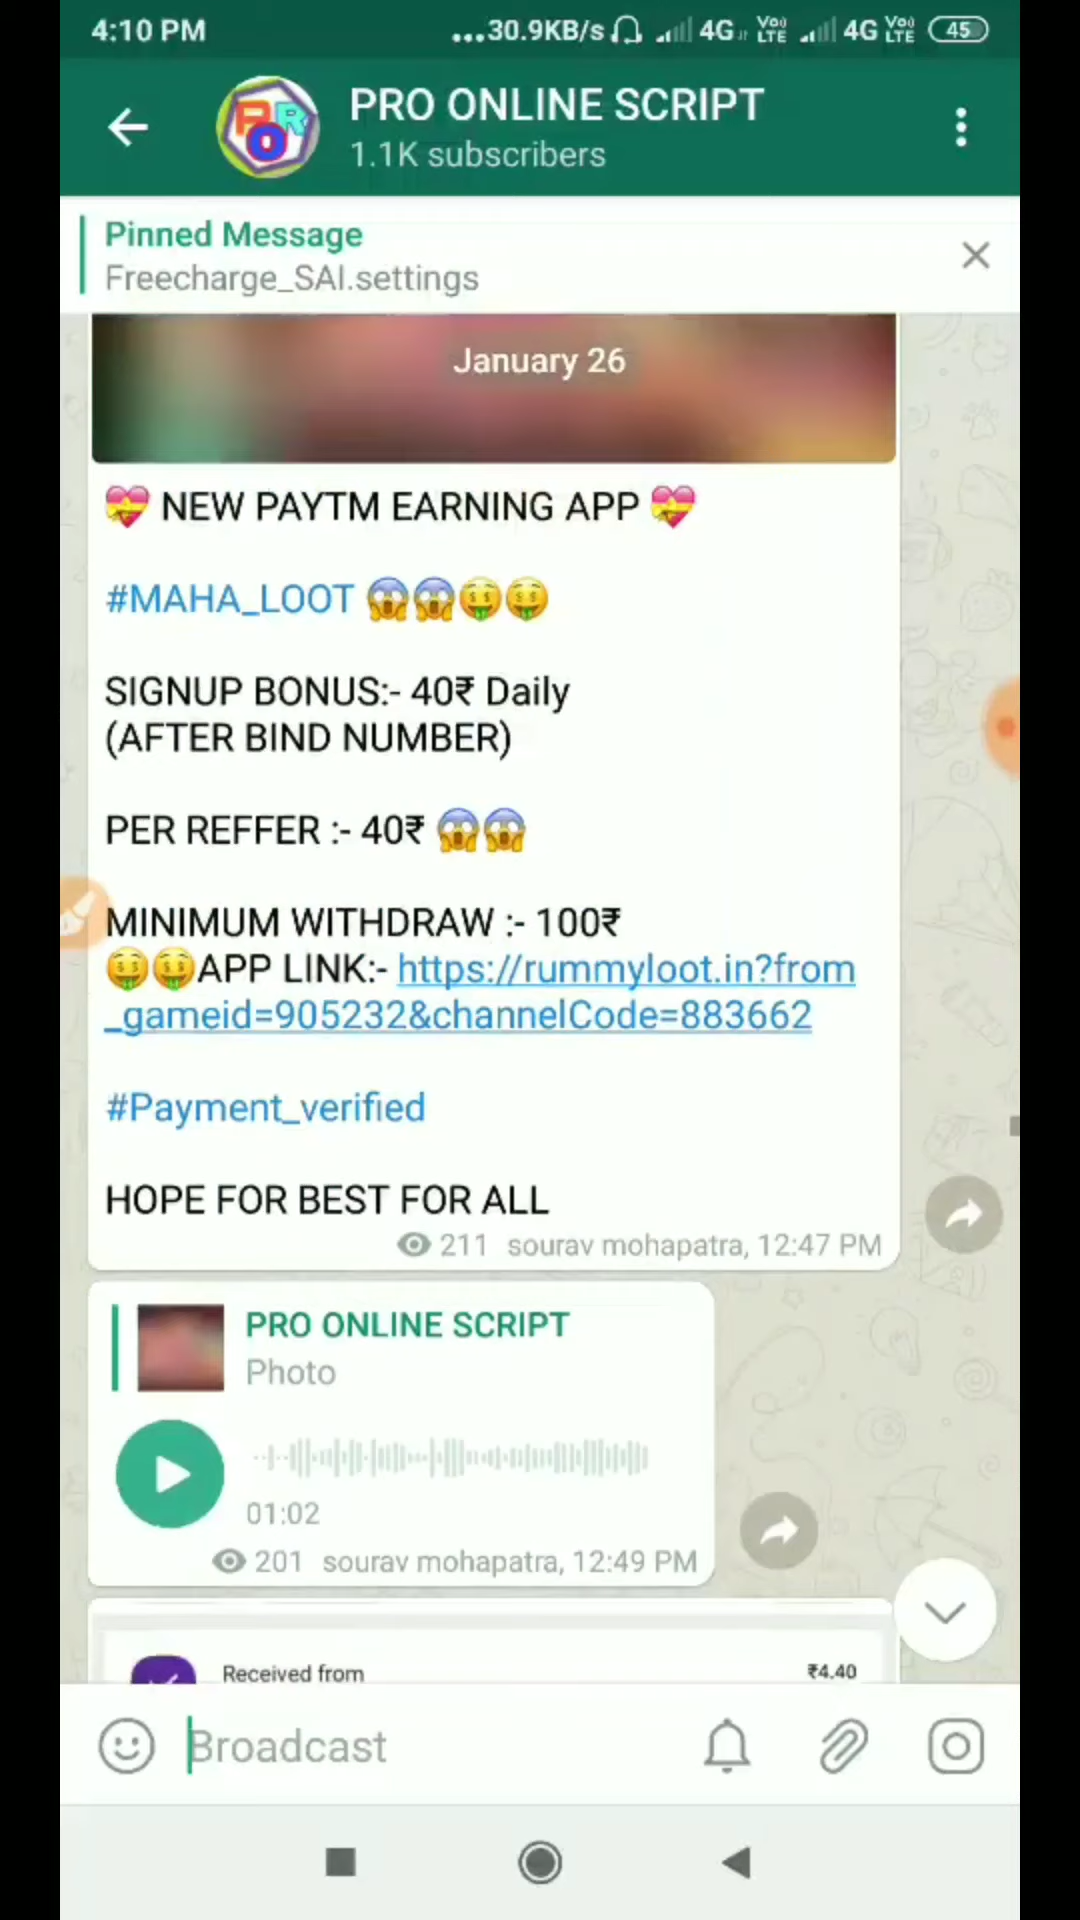 4:10 PM
...30.9KB/s 4G Vo) LTE 4G Vo) LTE 45
PRO ONLINE SCRIPT
1.1K subscribers
Pinned Message
Freecharge_SAI.settings
January 26
💝 NEW PAYTM EARNING APP 💝
#MAHA_LOOT 😱😱🤑🤑
SIGNUP BONUS:- 40₹ Daily
(AFTER BIND NUMBER)
PER REFFER :- 40₹ 😱😱
MINIMUM WITHDRAW :- 100₹
🤑🤑APP LINK:- https://rummyloot.in?from
_gameid=905232&channelCode=883662
#Payment_verified
HOPE FOR BEST FOR ALL
211 sourav mohapatra, 12:47 PM
PRO ONLINE SCRIPT
Photo
01:02
201 sourav mohapatra, 12:49 PM
Received from ₹4.40
Broadcast